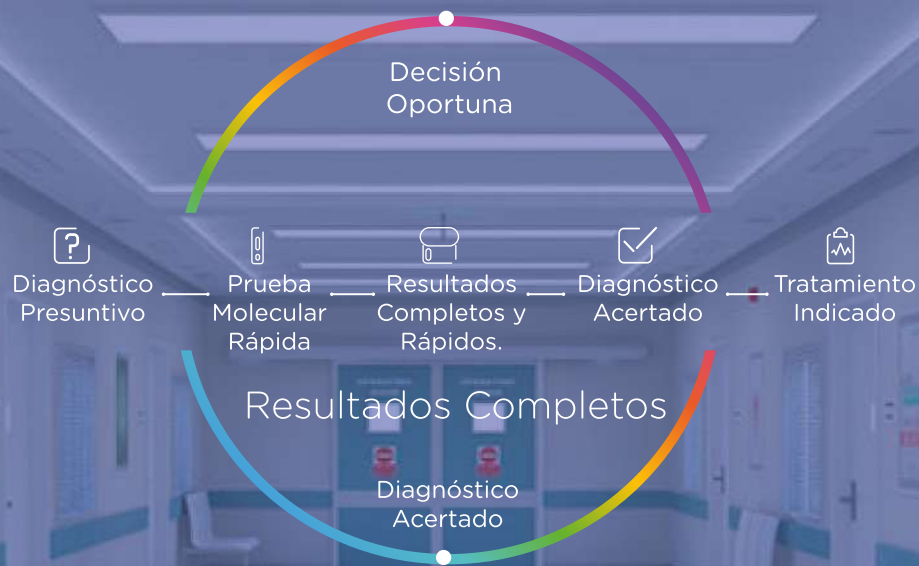 Decisión
Oportuna
Diagnóstico
Presuntivo
Prueba
Molecular
Rápida
Resultados
Completos y
Rápidos.
Diagnóstico
Acertado
Tratamiento
Indicado
Resultados Completos
Diagnóstico
Acertado